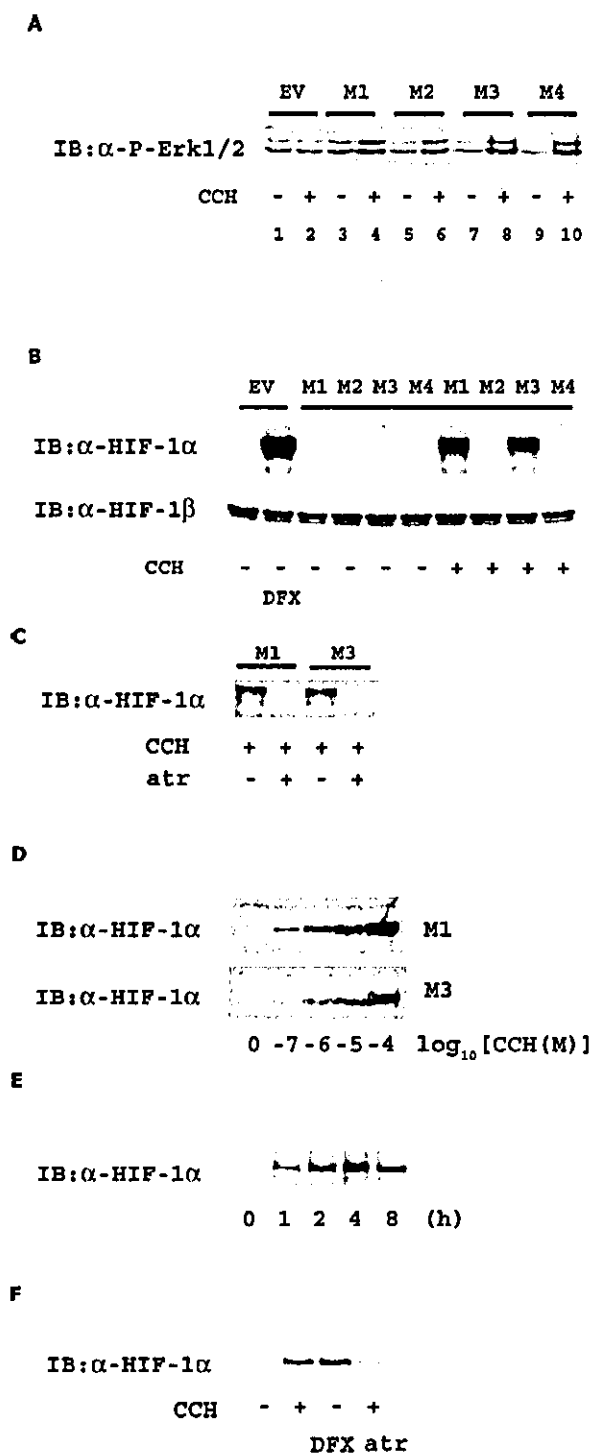 A
EV M1 M2 M3 M4
IB:α-P-Erk1/2
CCH - + - + - + - + - +
1 2 3 4 5 6 7 8 9 10
B
EV M1 M2 M3 M4 M1 M2 M3 M4
IB:α-HIF-1α
IB:α-HIF-1β
CCH - - - - - - + + + +
DFX
C
M1 M3
IB:α-HIF-1α
CCH + + + +
atr - + - +
D
IB:α-HIF-1α M1
IB:α-HIF-1α M3
0 -7 -6 -5 -4 log₁₀[CCH(M)]
E
IB:α-HIF-1α
0 1 2 4 8 (h)
F
IB:α-HIF-1α
CCH - + - +
DFX atr